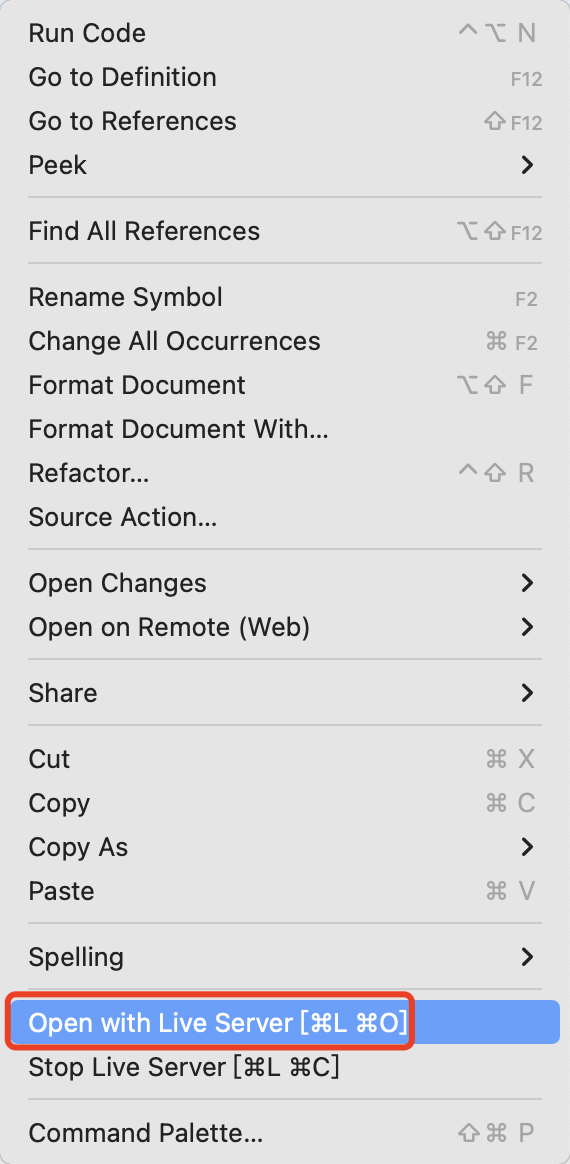 Run Code ^⌥ N
Go to Definition F12
Go to References ⇧F12
Peek
Find All References ⌥⇧F12
Rename Symbol F2
Change All Occurrences ⌘ F2
Format Document ⌥⇧ F
Format Document With...
Refactor... ^⇧ R
Source Action...
Open Changes
Open on Remote (Web)
Share
Cut ⌘ X
Copy ⌘ C
Copy As
Paste ⌘ V
Spelling
Open with Live Server [⌘L ⌘O]
Stop Live Server [⌘L ⌘C]
Command Palette... ⇧⌘ P